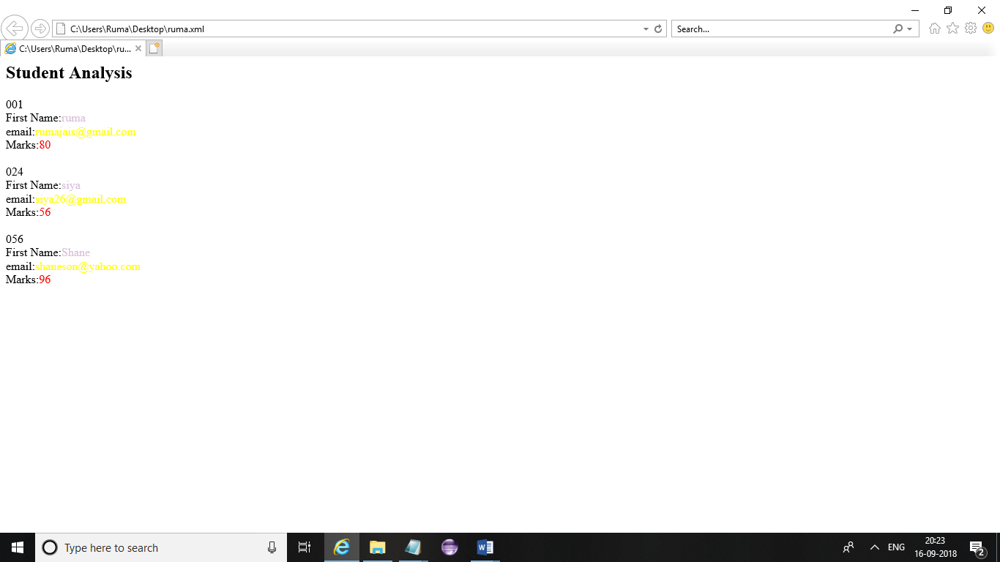 C:\Users\Ruma\Desktop\ruma.xml
Search...
C:\Users\Ruma\Desktop\ru...
Student Analysis
001
First Name:ruma
email:rumajais@gmail.com
Marks:80
024
First Name:siya
email:siya26@gmail.com
Marks:56
056
First Name:Shane
email:shaneson@yahoo.com
Marks:96
Type here to search
ENG
20:23
16-09-2018
2